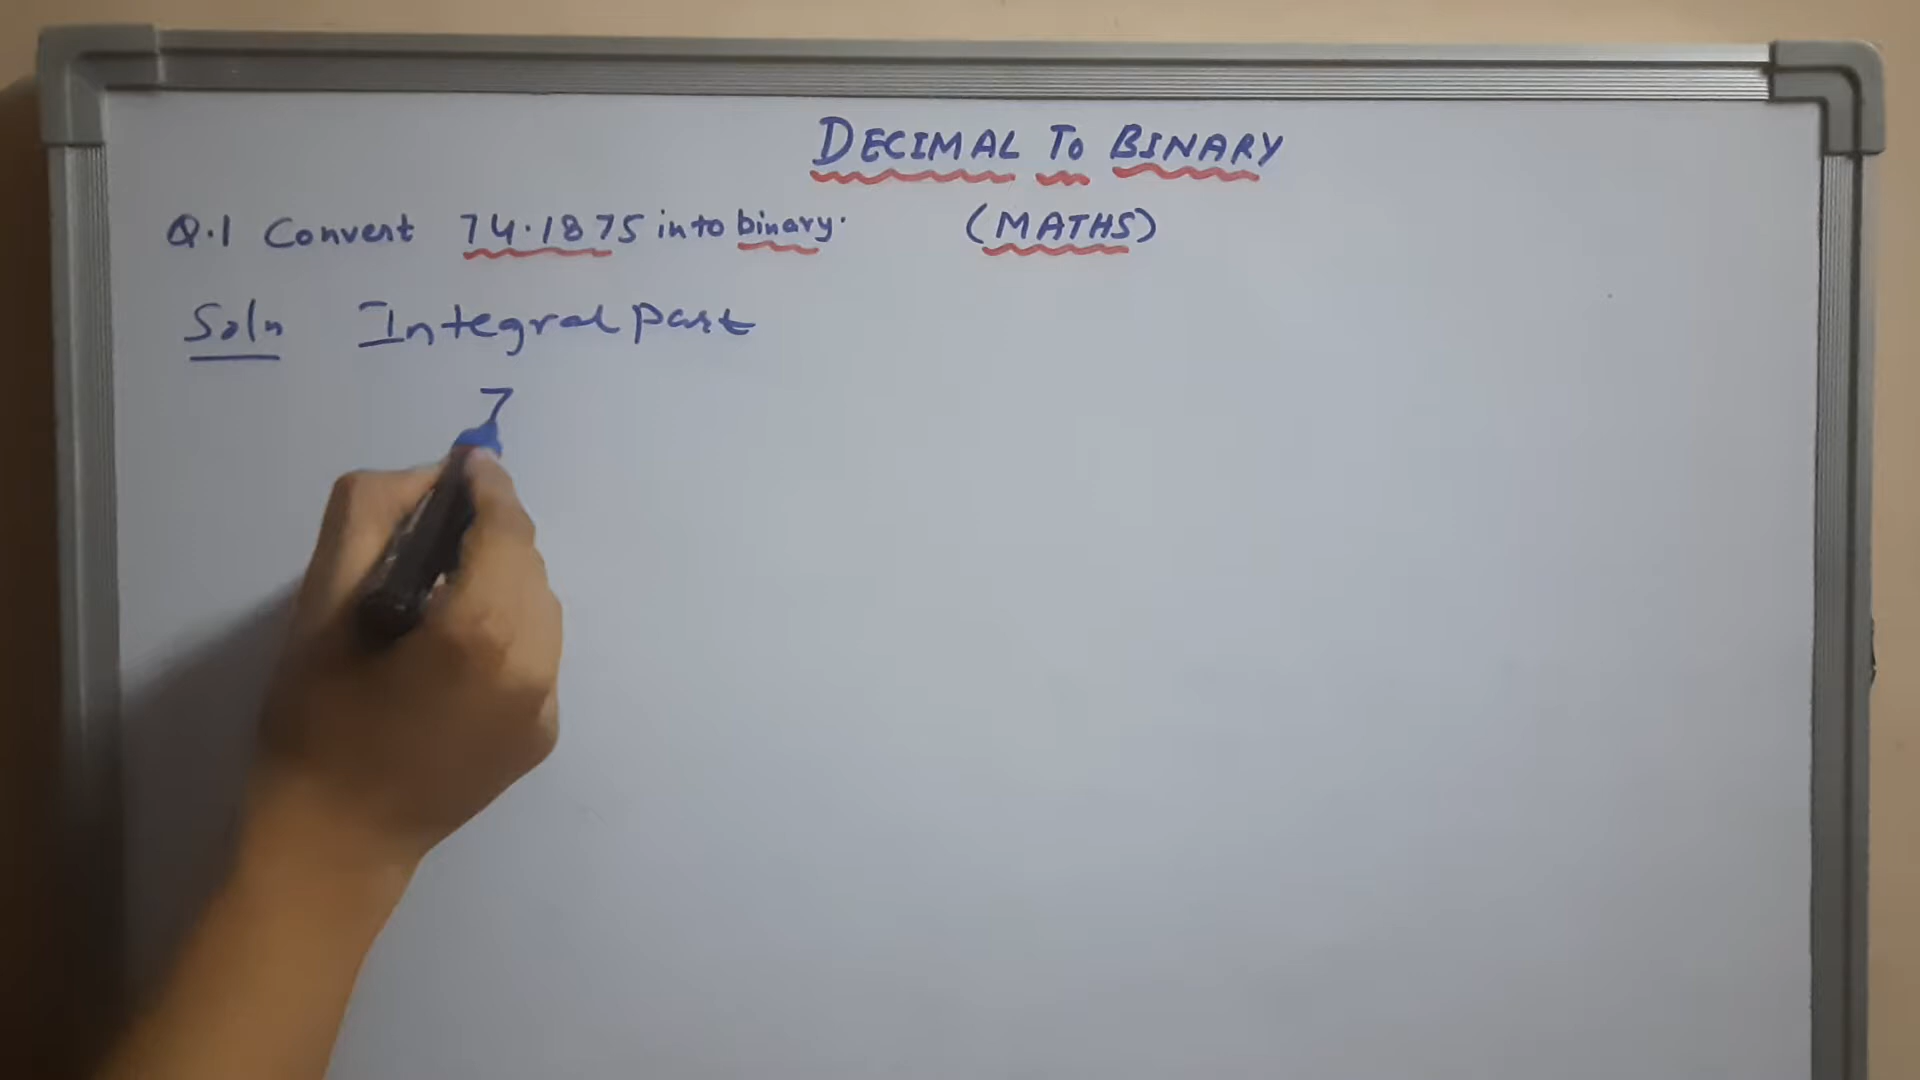 DECIMAL TO BINARY
Q.1 Convert 74.1875 into binary. (MATHS)
Soln Integral Part
7